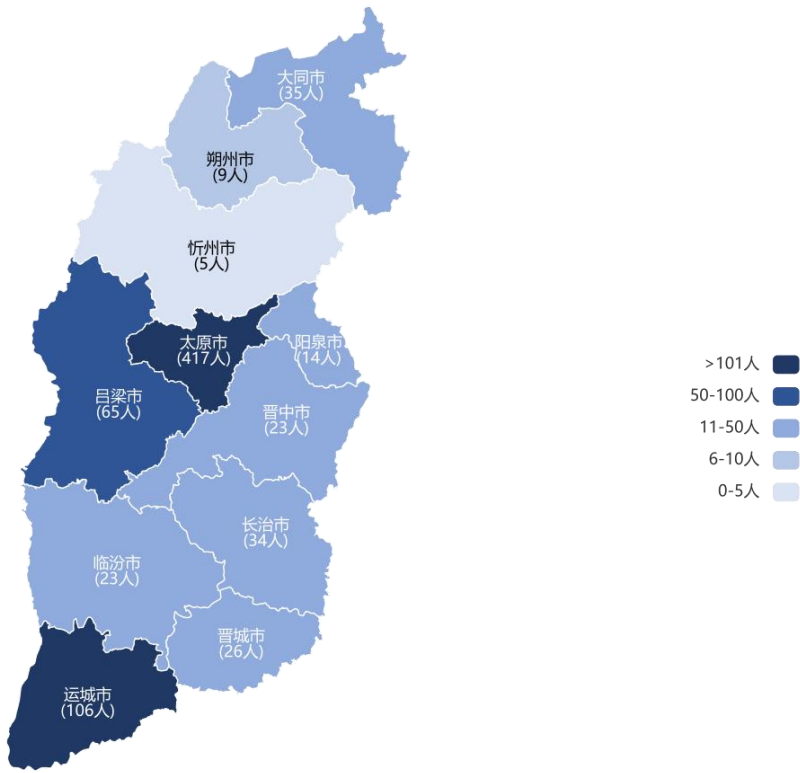 大同市
(35人)
朔州市
(9人)
忻州市
(5人)
太原市
(417人)
阳泉市
(14人)
吕梁市
(65人)
晋中市
(23人)
长治市
(34人)
临汾市
(23人)
晋城市
(26人)
运城市
(106人)
>101人
50-100人
11-50人
6-10人
0-5人